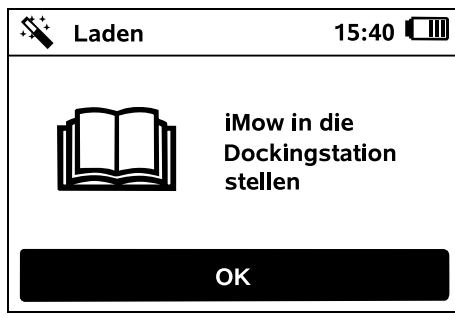 Laden 15:40
iMow in die
Dockingstation
stellen
OK